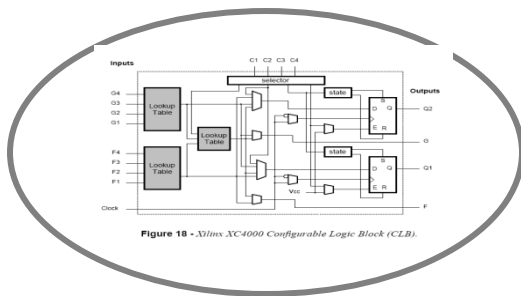 C1 C2 C3 C4
Inputs
selector
Outputs
state
G4
G3
G2
G1
Lookup
Table
S
D Q
E R
Q2
Lookup
Table
G
state
F4
F3
F2
F1
Lookup
Table
S
D Q
E R
Q1
Vcc
Clock
F
Figure 18 - Xilinx XC4000 Configurable Logic Block (CLB).